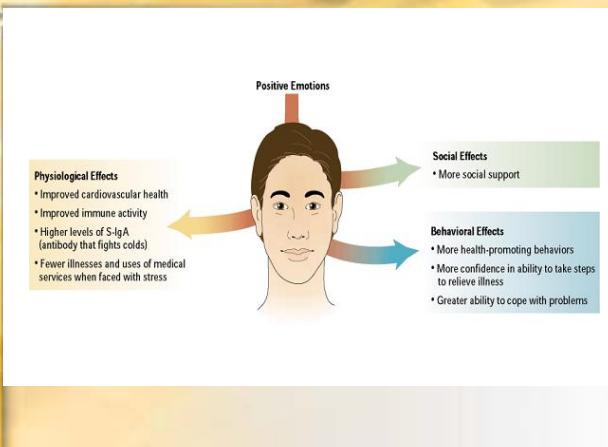 Positive Emotions
Physiological Effects
• Improved cardiovascular health
• Improved immune activity
• Higher levels of S-IgA
(antibody that fights colds)
• Fewer illnesses and uses of medical
services when faced with stress
Social Effects
• More social support
Behavioral Effects
• More health-promoting behaviors
• More confidence in ability to take steps
to relieve illness
• Greater ability to cope with problems